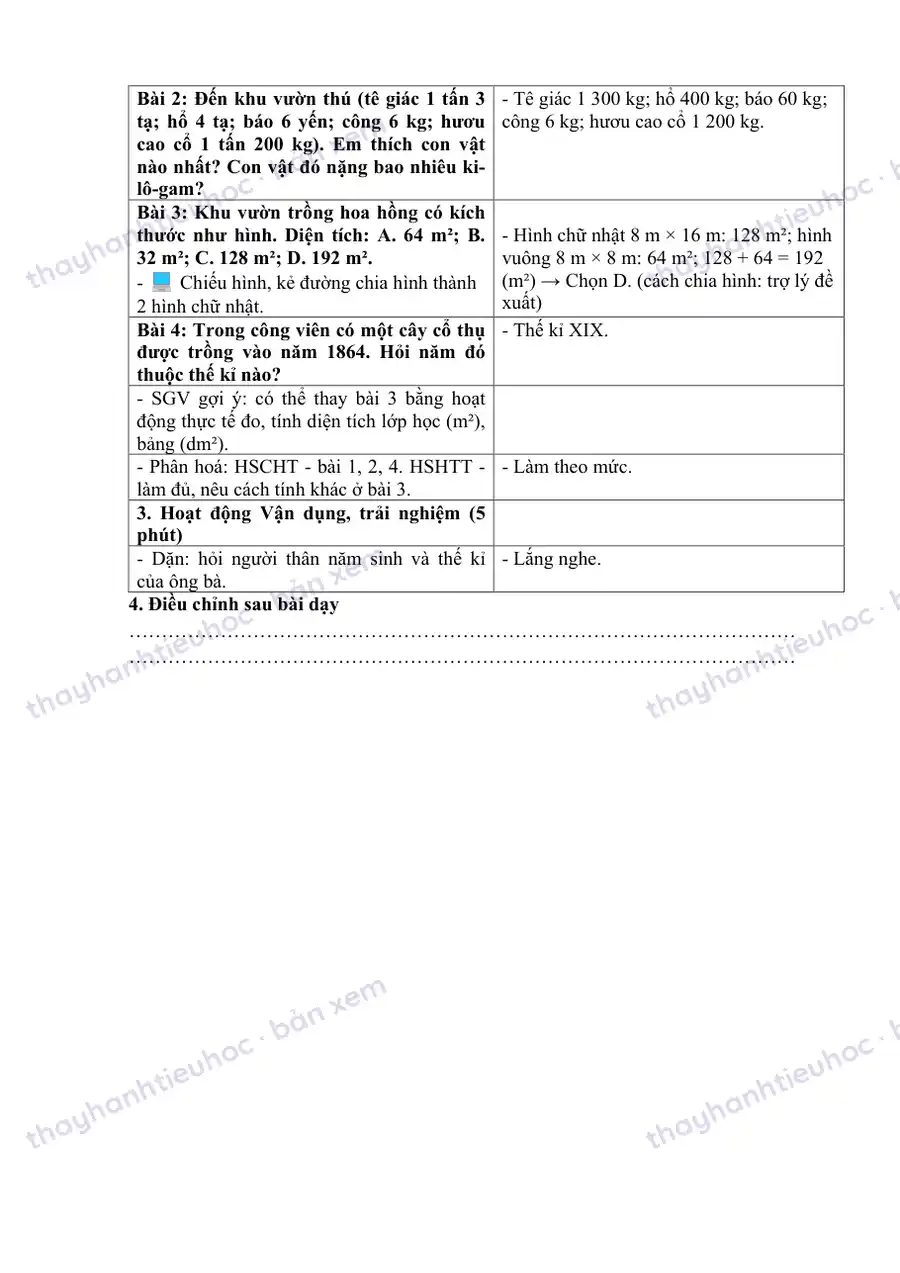 Bài 2: Đến khu vườn thú (tê giác 1 tấn 3
tạ; hổ 4 tạ; báo 6 yến; công 6 kg; hươu
cao cổ 1 tấn 200 kg). Em thích con vật
nào nhất? Con vật đó nặng bao nhiêu ki-
lô-gam?
- Tê giác 1 300 kg; hổ 400 kg; báo 60 kg;
công 6 kg; hươu cao cổ 1 200 kg.
Bài 3: Khu vườn trồng hoa hồng có kích
thước như hình. Diện tích: A. 64 m²; B.
32 m²; C. 128 m²; D. 192 m².
- Chiếu hình, kẻ đường chia hình thành
2 hình chữ nhật.
- Hình chữ nhật 8 m × 16 m: 128 m²; hình
vuông 8 m × 8 m: 64 m²; 128 + 64 = 192
(m²) → Chọn D. (cách chia hình: trợ lý đề
xuất)
Bài 4: Trong công viên có một cây cổ thụ
được trồng vào năm 1864. Hỏi năm đó
thuộc thế kỉ nào?
- Thế kỉ XIX.
- SGV gợi ý: có thể thay bài 3 bằng hoạt
động thực tế đo, tính diện tích lớp học (m²),
bảng (dm²).
- Phân hoá: HSCHT - bài 1, 2, 4. HSHTT -
làm đủ, nêu cách tính khác ở bài 3.
- Làm theo mức.
3. Hoạt động Vận dụng, trải nghiệm (5
phút)
- Dặn: hỏi người thân năm sinh và thế kỉ
của ông bà.
- Lắng nghe.
4. Điều chỉnh sau bài dạy
……………………………………………………………………………………
……………………………………………………………………………………
thayhanhtieuhoc · bản xem
thayhanhtieuhoc · b
thayhanhtieuhoc · bản xem
thayhanhtieuhoc · b
thayhanhtieuhoc · bản xem
thayhanhtieuhoc · b